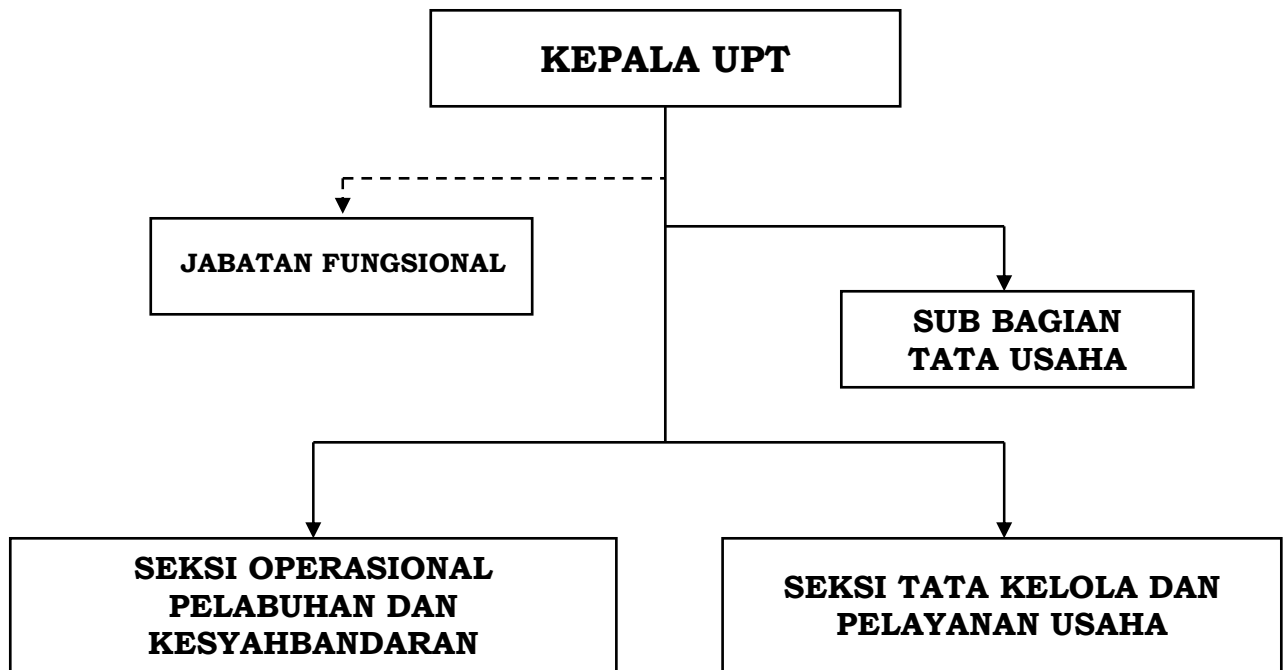 KEPALA UPT
JABATAN FUNGSIONAL
SUB BAGIAN
TATA USAHA
SEKSI OPERASIONAL
PELABUHAN DAN
KESYAHBANDARAN
SEKSI TATA KELOLA DAN
PELAYANAN USAHA